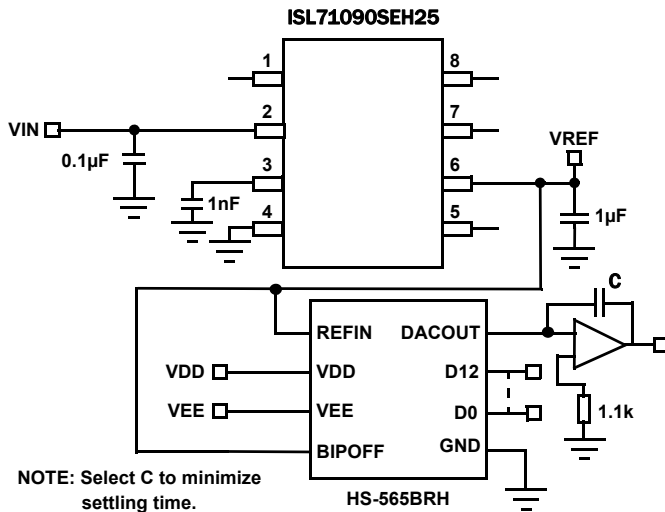 ISL71090SEH25
1
8
VIN
2
7
VREF
0.1µF
3
6
1nF
1µF
4
5
C
REFIN
DACOUT
VDD
VDD
D12
VEE
VEE
D0
1.1k
BIPOFF
GND
NOTE: Select C to minimize
settling time.
HS-565BRH